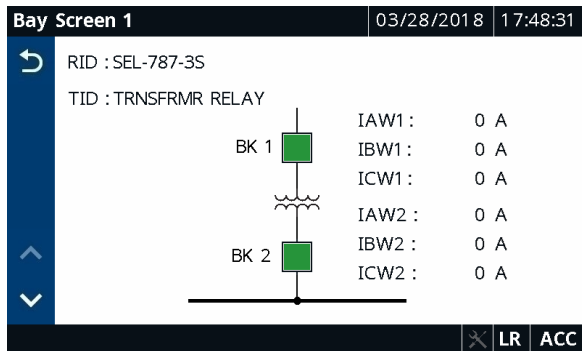 Bay Screen 1 03/28/2018 17:48:31
RID : SEL-787-3S
TID : TRNSFRMR RELAY
BK 1
IAW1 : 0 A
IBW1 : 0 A
ICW1 : 0 A
IAW2 : 0 A
BK 2
IBW2 : 0 A
ICW2 : 0 A
LR ACC